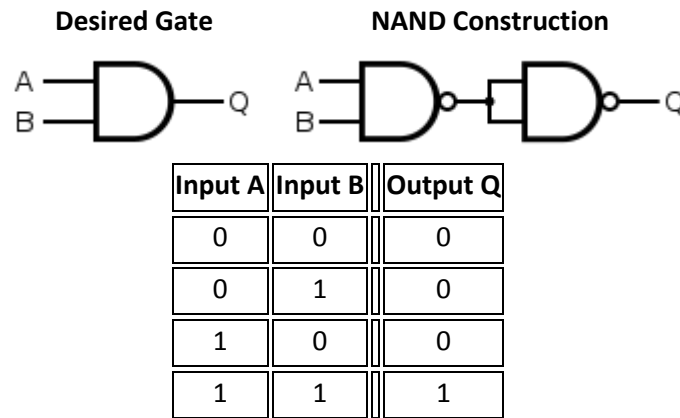 Desired Gate NAND Construction
A Q A Q
B B
Input A Input B Output Q
0 0 0
0 1 0
1 0 0
1 1 1